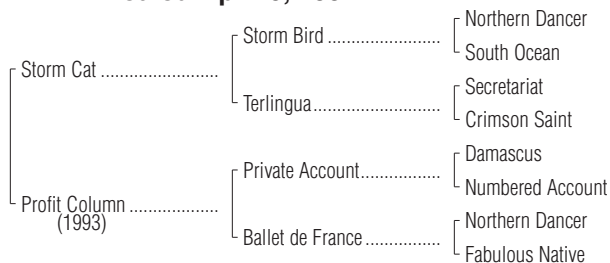 Northern Dancer
Storm Bird ........................
South Ocean
Storm Cat ..........................
Secretariat
Terlingua............................
Crimson Saint
Damascus
Private Account.................
Numbered Account
Profit Column ....................
(1993)
Northern Dancer
Ballet de France ................
Fabulous Native